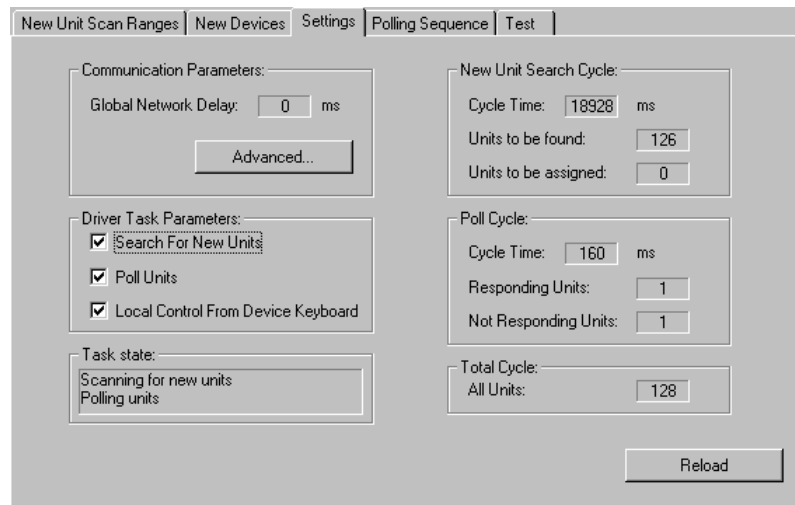 New Unit Scan Ranges New Devices Settings Polling Sequence Test
Communication Parameters:
Global Network Delay: 0 ms
Advanced...
Driver Task Parameters:
Search For New Units
Poll Units
Local Control From Device Keyboard
Task state:
Scanning for new units
Polling units
New Unit Search Cycle:
Cycle Time: 18928 ms
Units to be found: 126
Units to be assigned: 0
Poll Cycle:
Cycle Time: 160 ms
Responding Units: 1
Not Responding Units: 1
Total Cycle:
All Units: 128
Reload